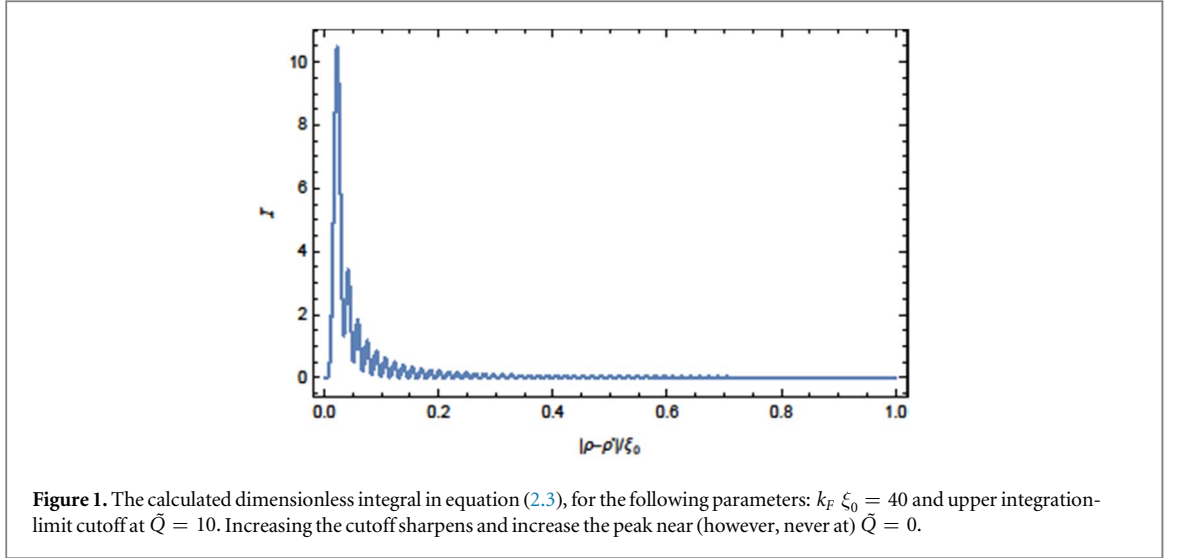 10
8
6
4
2
0
I
0.0 0.2 0.4 0.6 0.8 1.0
|ρ-ρ'|/ξ₀
Figure 1. The calculated dimensionless integral in equation (2.3), for the following parameters: k_F ξ₀ = 40 and upper integration-
limit cutoff at Q̃ = 10. Increasing the cutoff sharpens and increase the peak near (however, never at) Q̃ = 0.